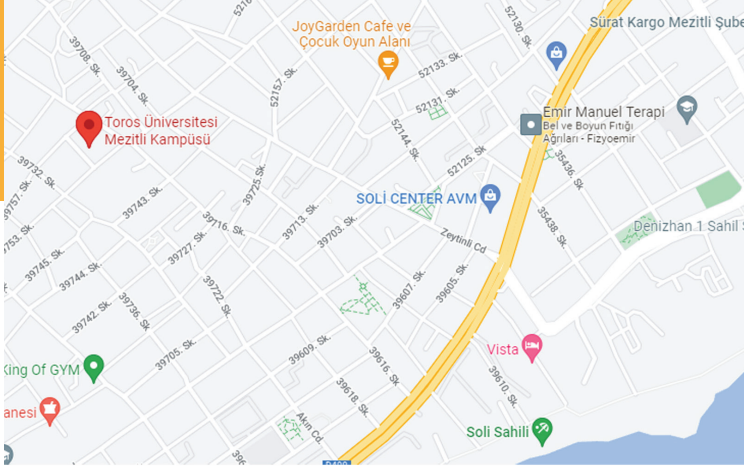 52130. Sk.
Sürat Kargo Mezitli Şube
JoyGarden Cafe ve
Çocuk Oyun Alanı
39708. Sk.
39704. Sk.
52157. Sk.
52133. Sk.
52131. Sk.
52144. Sk.
Emir Manuel Terapi
Bel ve Boyun Fıtığı
Ağrıları - Fizyoemir
Toros Üniversitesi
Mezitli Kampüsü
39732. Sk.
39725. Sk.
52125. Sk.
35436. Sk.
39757. Sk.
39743. Sk.
39716. Sk.
39713. Sk.
39703. Sk.
SOLİ CENTER AVM
35438. Sk.
Denizhan 1 Sahil S
39753. Sk.
39727. Sk.
Zeytinli Cd
39745. Sk.
39744. Sk.
39722. Sk.
39607. Sk.
39605. Sk.
39742. Sk.
39736. Sk.
39705. Sk.
39609. Sk.
39616. Sk.
Vista
King Of GYM
39618. Sk.
39610. Sk.
anesi
Akın Cd.
Soli Sahili